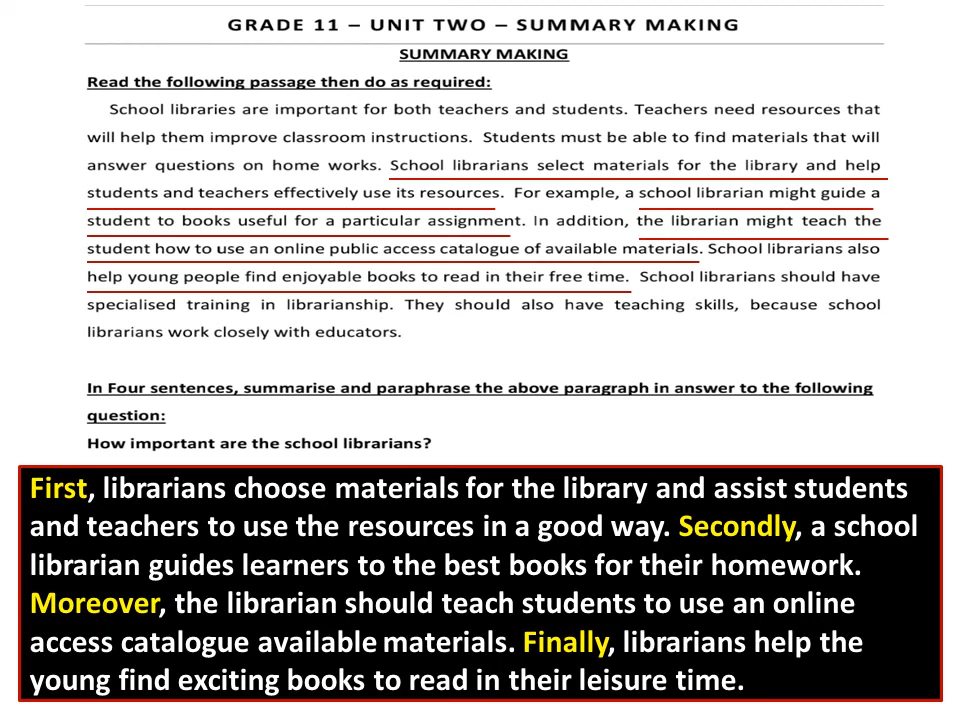 GRADE 11 – UNIT TWO – SUMMARY MAKING
SUMMARY MAKING
Read the following passage then do as required:
School libraries are important for both teachers and students. Teachers need resources that
will help them improve classroom instructions. Students must be able to find materials that will
answer questions on home works. School librarians select materials for the library and help
students and teachers effectively use its resources. For example, a school librarian might guide a
student to books useful for a particular assignment. In addition, the librarian might teach the
student how to use an online public access catalogue of available materials. School librarians also
help young people find enjoyable books to read in their free time. School librarians should have
specialised training in librarianship. They should also have teaching skills, because school
librarians work closely with educators.
In Four sentences, summarise and paraphrase the above paragraph in answer to the following
question:
How important are the school librarians?
First, librarians choose materials for the library and assist students
and teachers to use the resources in a good way. Secondly, a school
librarian guides learners to the best books for their homework.
Moreover, the librarian should teach students to use an online
access catalogue available materials. Finally, librarians help the
young find exciting books to read in their leisure time.